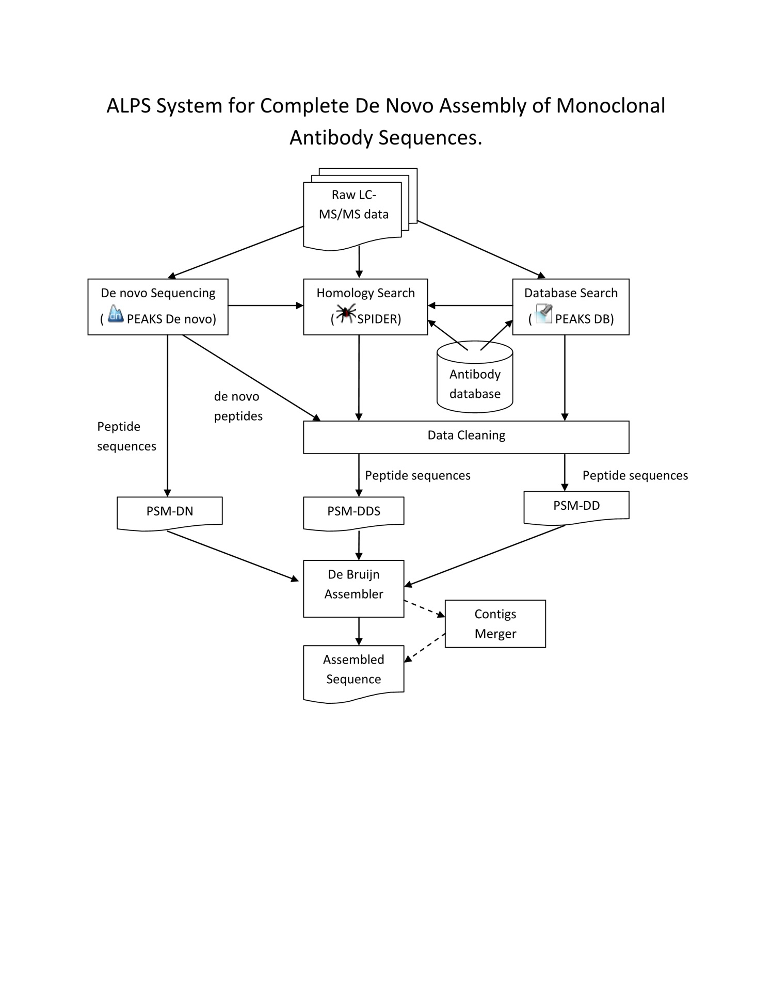 ALPS System for Complete De Novo Assembly of Monoclonal
Antibody Sequences.
Raw LC-
MS/MS data
De novo Sequencing
( dn PEAKS De novo)
Homology Search
( SPIDER)
Database Search
( PEAKS DB)
Antibody
database
de novo
peptides
Peptide
sequences
Data Cleaning
Peptide sequences
Peptide sequences
PSM-DN
PSM-DDS
PSM-DD
De Bruijn
Assembler
Contigs
Merger
Assembled
Sequence